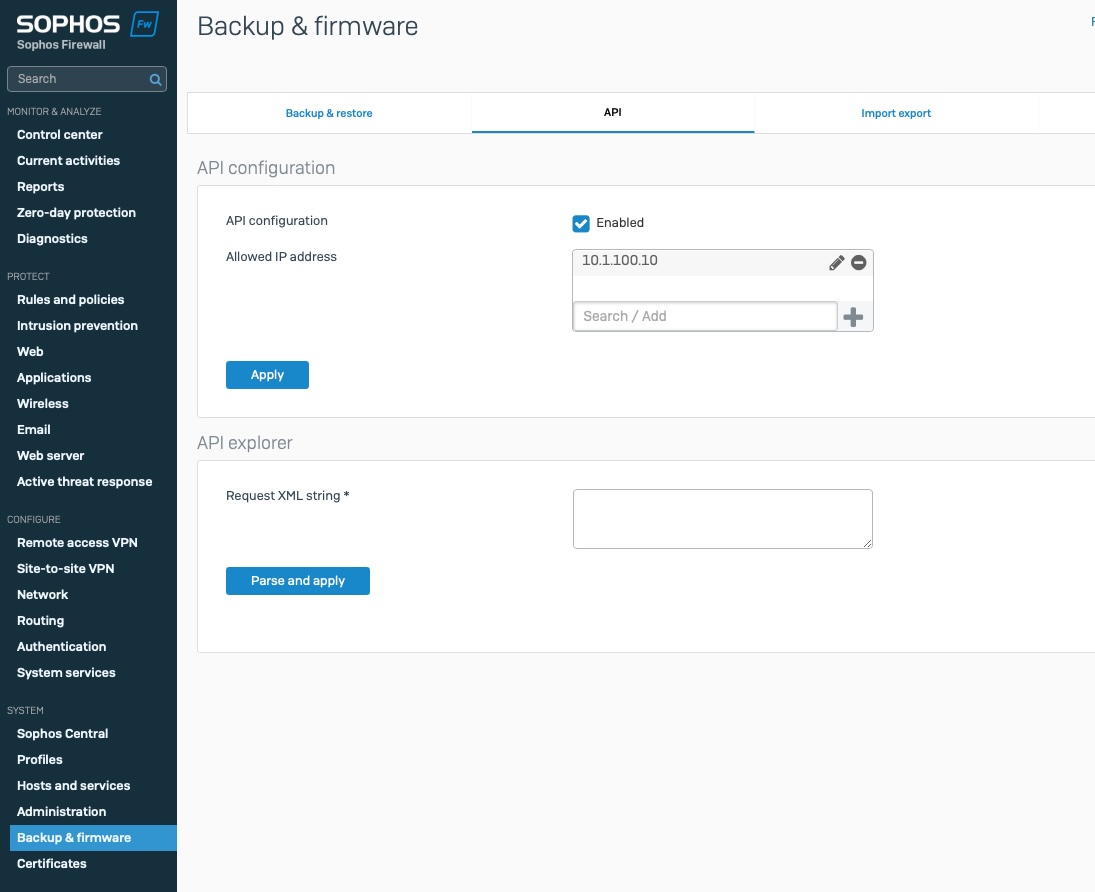 SOPHOS Fw
Sophos Firewall
Search
MONITOR & ANALYZE
Control center
Current activities
Reports
Zero-day protection
Diagnostics
PROTECT
Rules and policies
Intrusion prevention
Web
Applications
Wireless
Email
Web server
Active threat response
CONFIGURE
Remote access VPN
Site-to-site VPN
Network
Routing
Authentication
System services
SYSTEM
Sophos Central
Profiles
Hosts and services
Administration
Backup & firmware
Certificates
Backup & firmware
Backup & restore
API
Import export
API configuration
API configuration
Enabled
Allowed IP address
10.1.100.10
Search / Add
Apply
API explorer
Request XML string *
Parse and apply